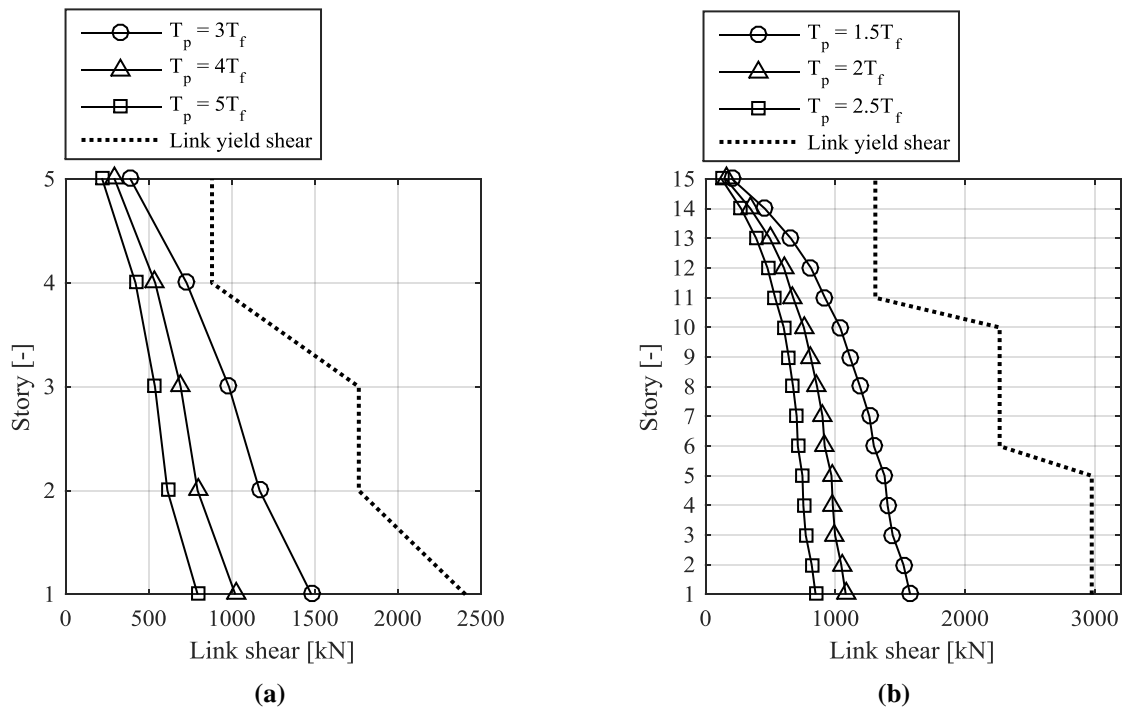 T_p = 3T_f
T_p = 4T_f
T_p = 5T_f
Link yield shear
5
4
3
2
1
Story [-]
0 500 1000 1500 2000 2500
Link shear [kN]
(a)
T_p = 1.5T_f
T_p = 2T_f
T_p = 2.5T_f
Link yield shear
15
14
13
12
11
10
9
8
7
6
5
4
3
2
1
Story [-]
0 1000 2000 3000
Link shear [kN]
(b)